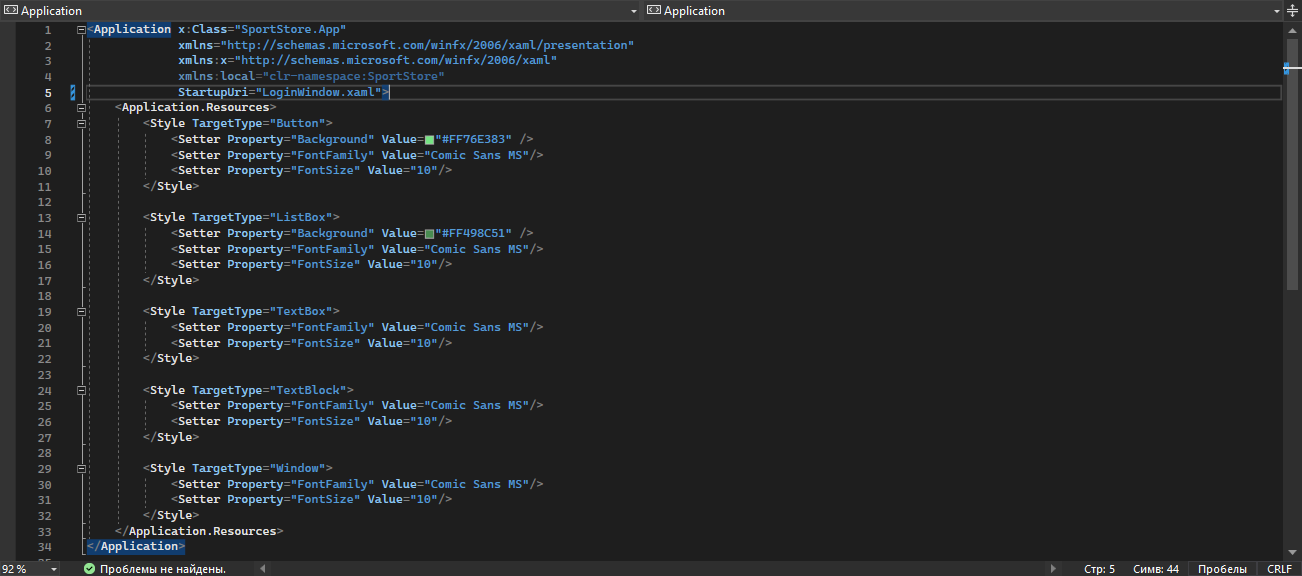 Application Application
1 <Application x:Class="SportStore.App"
2 xmlns="http://schemas.microsoft.com/winfx/2006/xaml/presentation"
3 xmlns:x="http://schemas.microsoft.com/winfx/2006/xaml"
4 xmlns:local="clr-namespace:SportStore"
5 StartupUri="LoginWindow.xaml">
6 <Application.Resources>
7 <Style TargetType="Button">
8 <Setter Property="Background" Value="#FF76E383" />
9 <Setter Property="FontFamily" Value="Comic Sans MS"/>
10 <Setter Property="FontSize" Value="10"/>
11 </Style>
12
13 <Style TargetType="ListBox">
14 <Setter Property="Background" Value="#FF498C51" />
15 <Setter Property="FontFamily" Value="Comic Sans MS"/>
16 <Setter Property="FontSize" Value="10"/>
17 </Style>
18
19 <Style TargetType="TextBox">
20 <Setter Property="FontFamily" Value="Comic Sans MS"/>
21 <Setter Property="FontSize" Value="10"/>
22 </Style>
23
24 <Style TargetType="TextBlock">
25 <Setter Property="FontFamily" Value="Comic Sans MS"/>
26 <Setter Property="FontSize" Value="10"/>
27 </Style>
28
29 <Style TargetType="Window">
30 <Setter Property="FontFamily" Value="Comic Sans MS"/>
31 <Setter Property="FontSize" Value="10"/>
32 </Style>
33 </Application.Resources>
34 </Application>
92 % Проблемы не найдены. Стр: 5 Симв: 44 Пробелы CRLF